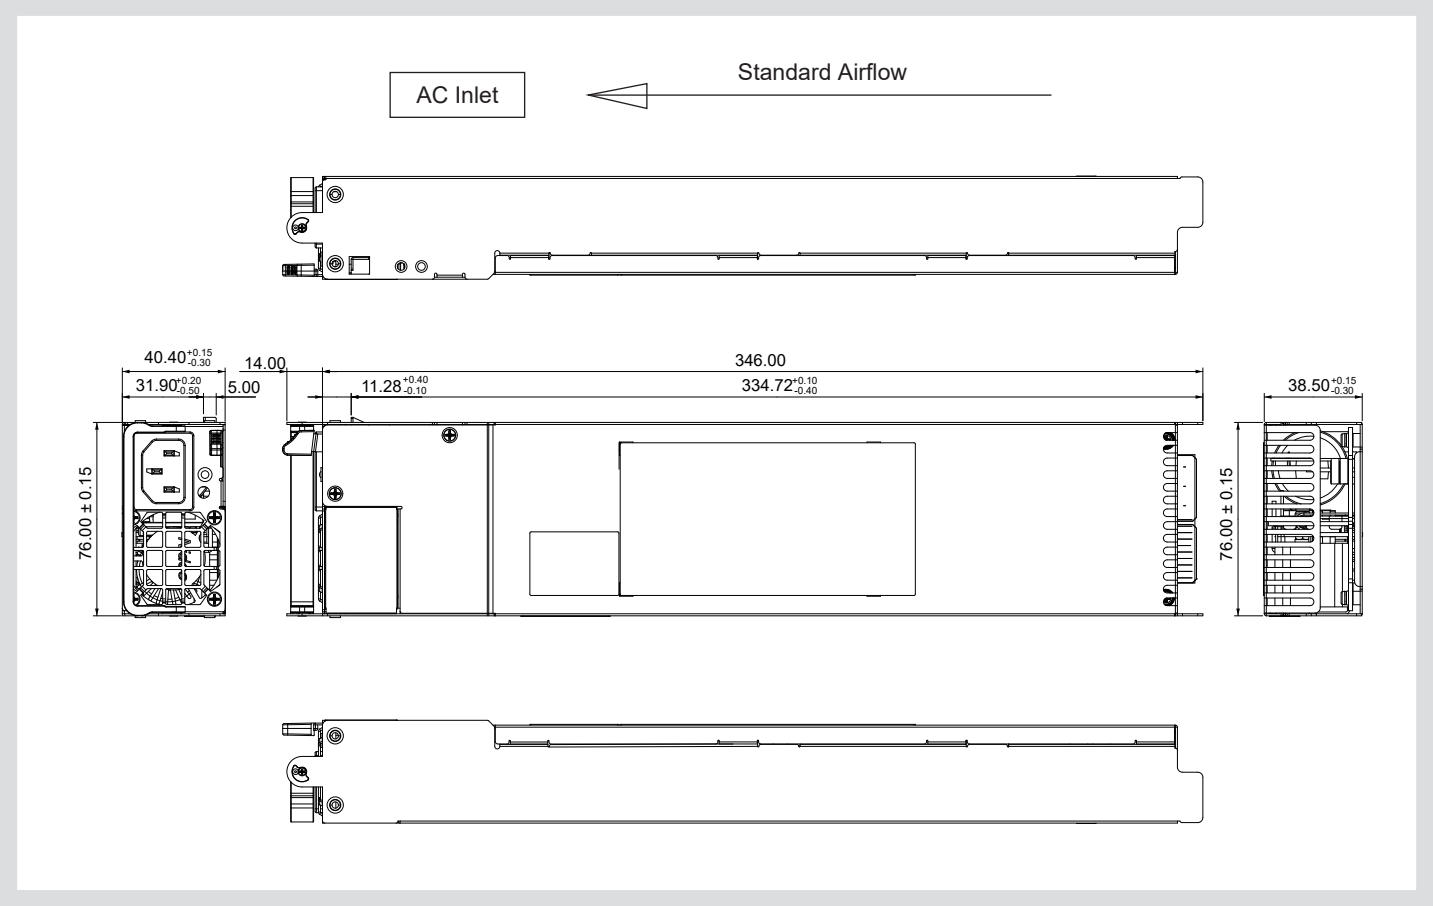 Standard Airflow
AC Inlet
40.40 +0.15 -0.30
14.00
346.00
31.90 +0.20 -0.50
5.00
11.28 +0.40 -0.10
334.72 +0.10 -0.40
38.50 +0.15 -0.30
76.00 ± 0.15
76.00 ± 0.15